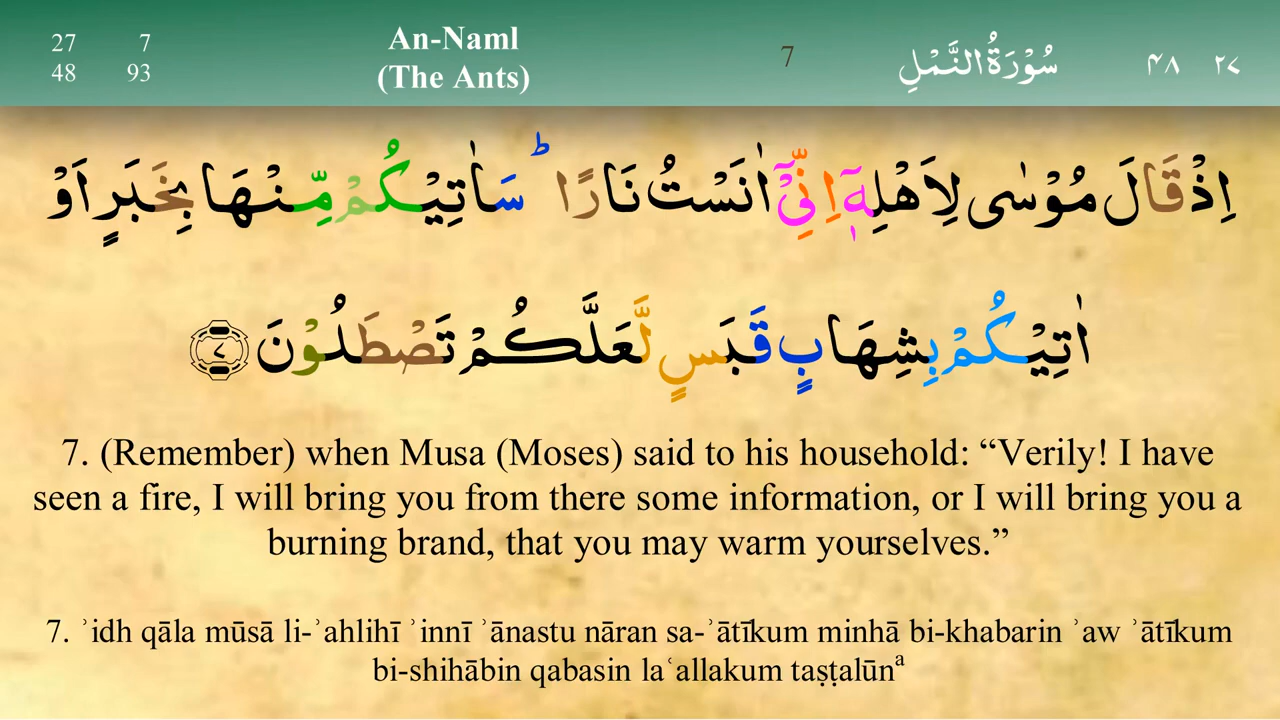 27 7
48 93
An-Naml
(The Ants)
7
سُوْرَةُ النَّمْلِ
٢٧ ٤٨
اِذْ قَالَ مُوْسٰى لِاَهْلِهٖۤ اِنِّىْۤ اٰنَسْتُ نَارًا ؕ سَاٰتِيْكُمْ مِّنْهَا بِخَبَرٍ اَوْ
اٰتِيْكُمْ بِشِهَابٍ قَبَسٍ لَّعَلَّكُمْ تَصْطَلُوْنَ ٧
7. (Remember) when Musa (Moses) said to his household: “Verily! I have
seen a fire, I will bring you from there some information, or I will bring you a
burning brand, that you may warm yourselves.”
7. ʾidh qāla mūsā li-ʾahlihī ʾinnī ʾānastu nāran sa-ʾātīkum minhā bi-khabarin ʾaw ʾātīkum
bi-shihābin qabasin laʿallakum taṣṭalūnᵃ